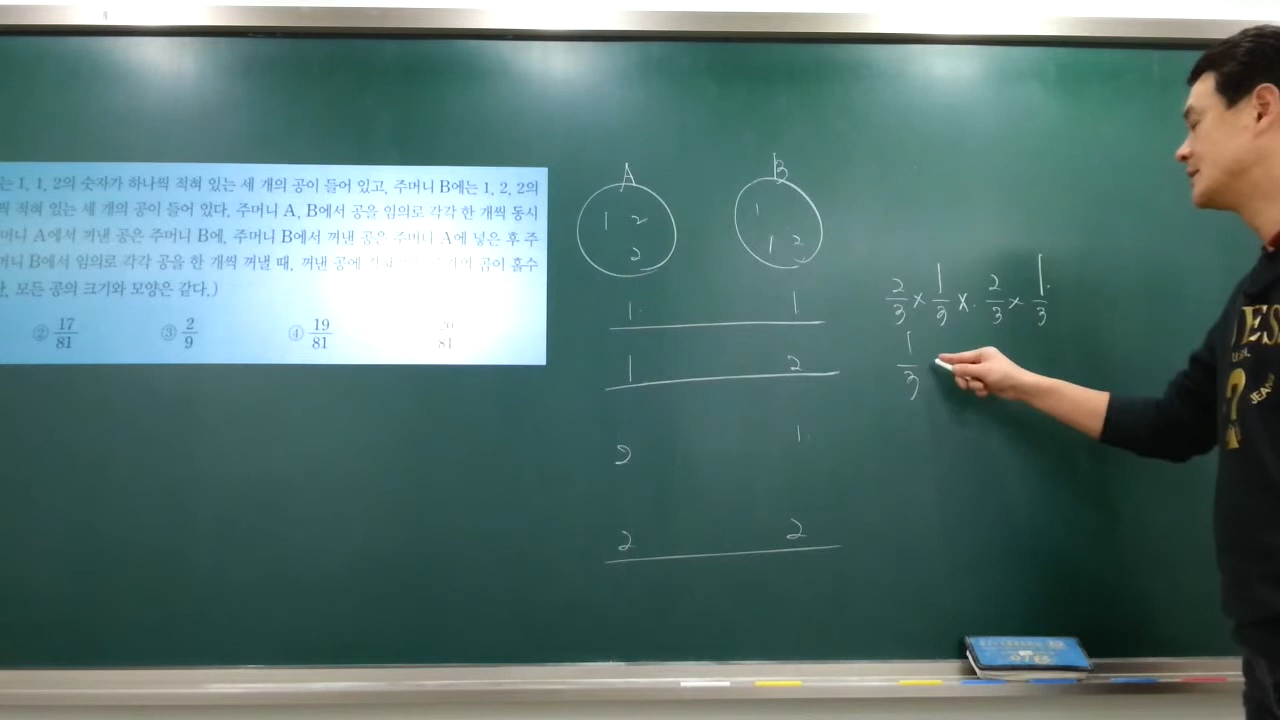 는 1, 1, 2의 숫자가 하나씩 적혀 있는 세 개의 공이 들어 있고, 주머니 B에는 1, 2, 2의
적혀 있는 세 개의 공이 들어 있다. 주머니 A, B에서 공을 임의로 각각 한 개씩 동시
머니 A에서 꺼낸 공은 주머니 B에, 주머니 B에서 꺼낸 공은 주머니 A에 넣은 후 주
머니 B에서 임의로 각각 공을 한 개씩 꺼낼 때, 꺼낸 공에 곱이 홀수
, 모든 공의 크기와 모양은 같다.)
② 17/81 ③ 2/9 ④ 19/81 20/81
A B
1 2 2
1 1 2
1 1
1 2
2 1
2 2
2/3 × 1/3 × 2/3 × 1/3
1/3
JEANS